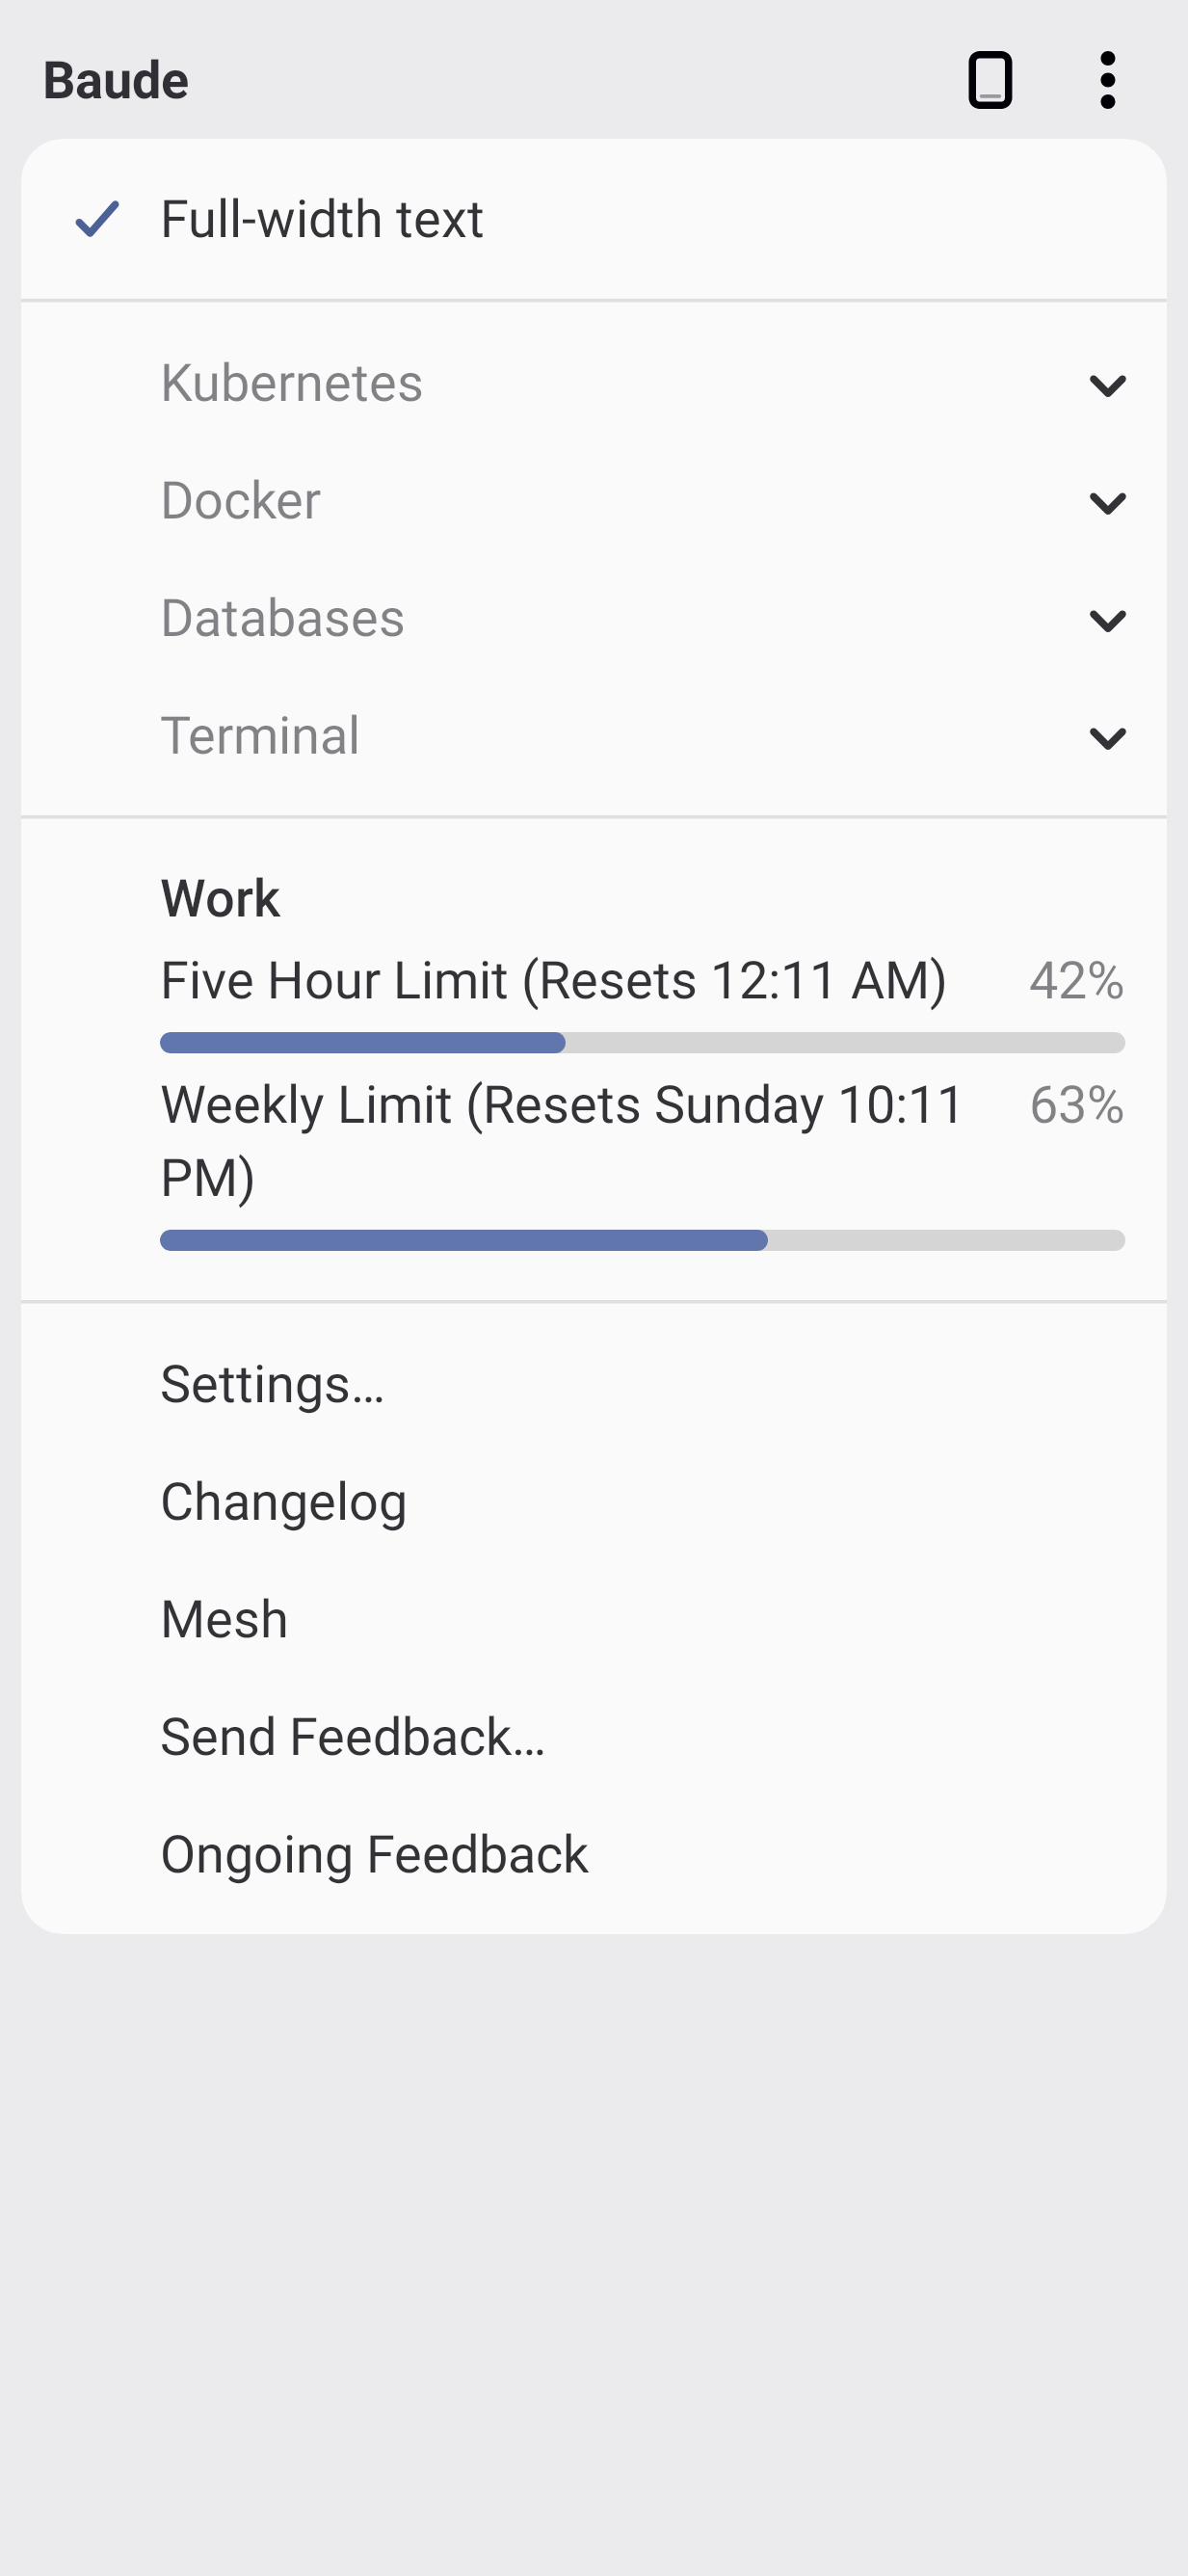 Baude
Full-width text
Kubernetes
Docker
Databases
Terminal
Work
Five Hour Limit (Resets 12:11 AM) 42%
Weekly Limit (Resets Sunday 10:11 63%
PM)
Settings…
Changelog
Mesh
Send Feedback…
Ongoing Feedback